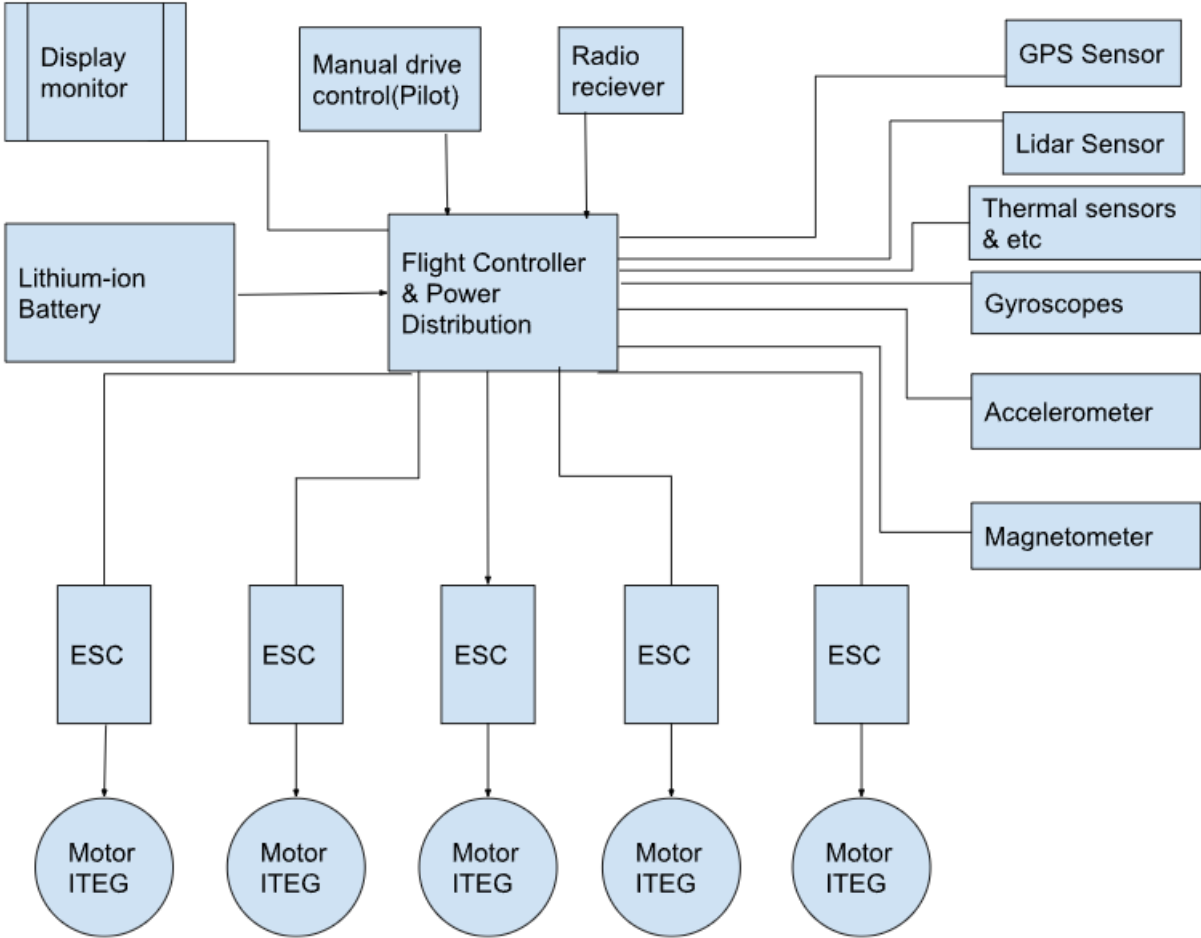 Display
monitor
Manual drive
control(Pilot)
Radio
reciever
GPS Sensor
Lidar Sensor
Thermal sensors
& etc
Lithium-ion
Battery
Flight Controller
& Power
Distribution
Gyroscopes
Accelerometer
Magnetometer
ESC
ESC
ESC
ESC
ESC
Motor
ITEG
Motor
ITEG
Motor
ITEG
Motor
ITEG
Motor
ITEG